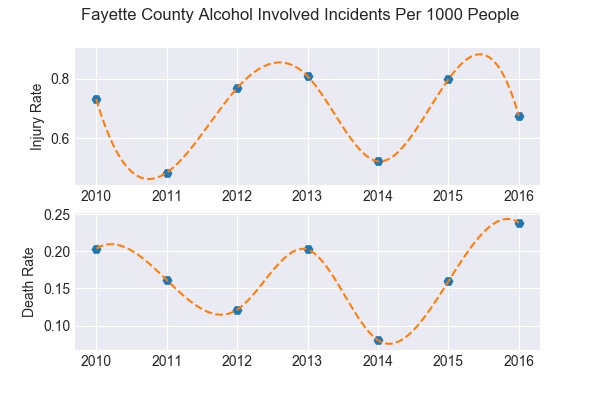 Fayette County Alcohol Involved Incidents Per 1000 People
Injury Rate
0.8
0.6
2010 2011 2012 2013 2014 2015 2016
Death Rate
0.25
0.20
0.15
0.10
2010 2011 2012 2013 2014 2015 2016